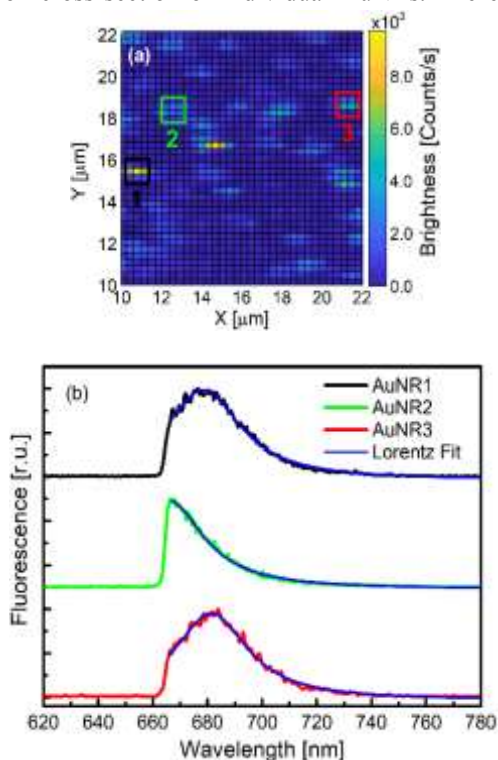 (a)
22
20
18
16
14
12
10
Y [μm]
1
2
3
10 12 14 16 18 20 22
X [μm]
x10³
8.0
6.0
4.0
2.0
0.0
Brightness [Counts/s]
(b)
AuNR1
AuNR2
AuNR3
Lorentz Fit
Fluorescence [r.u.]
620 640 660 680 700 720 740 760 780
Wavelength [nm]